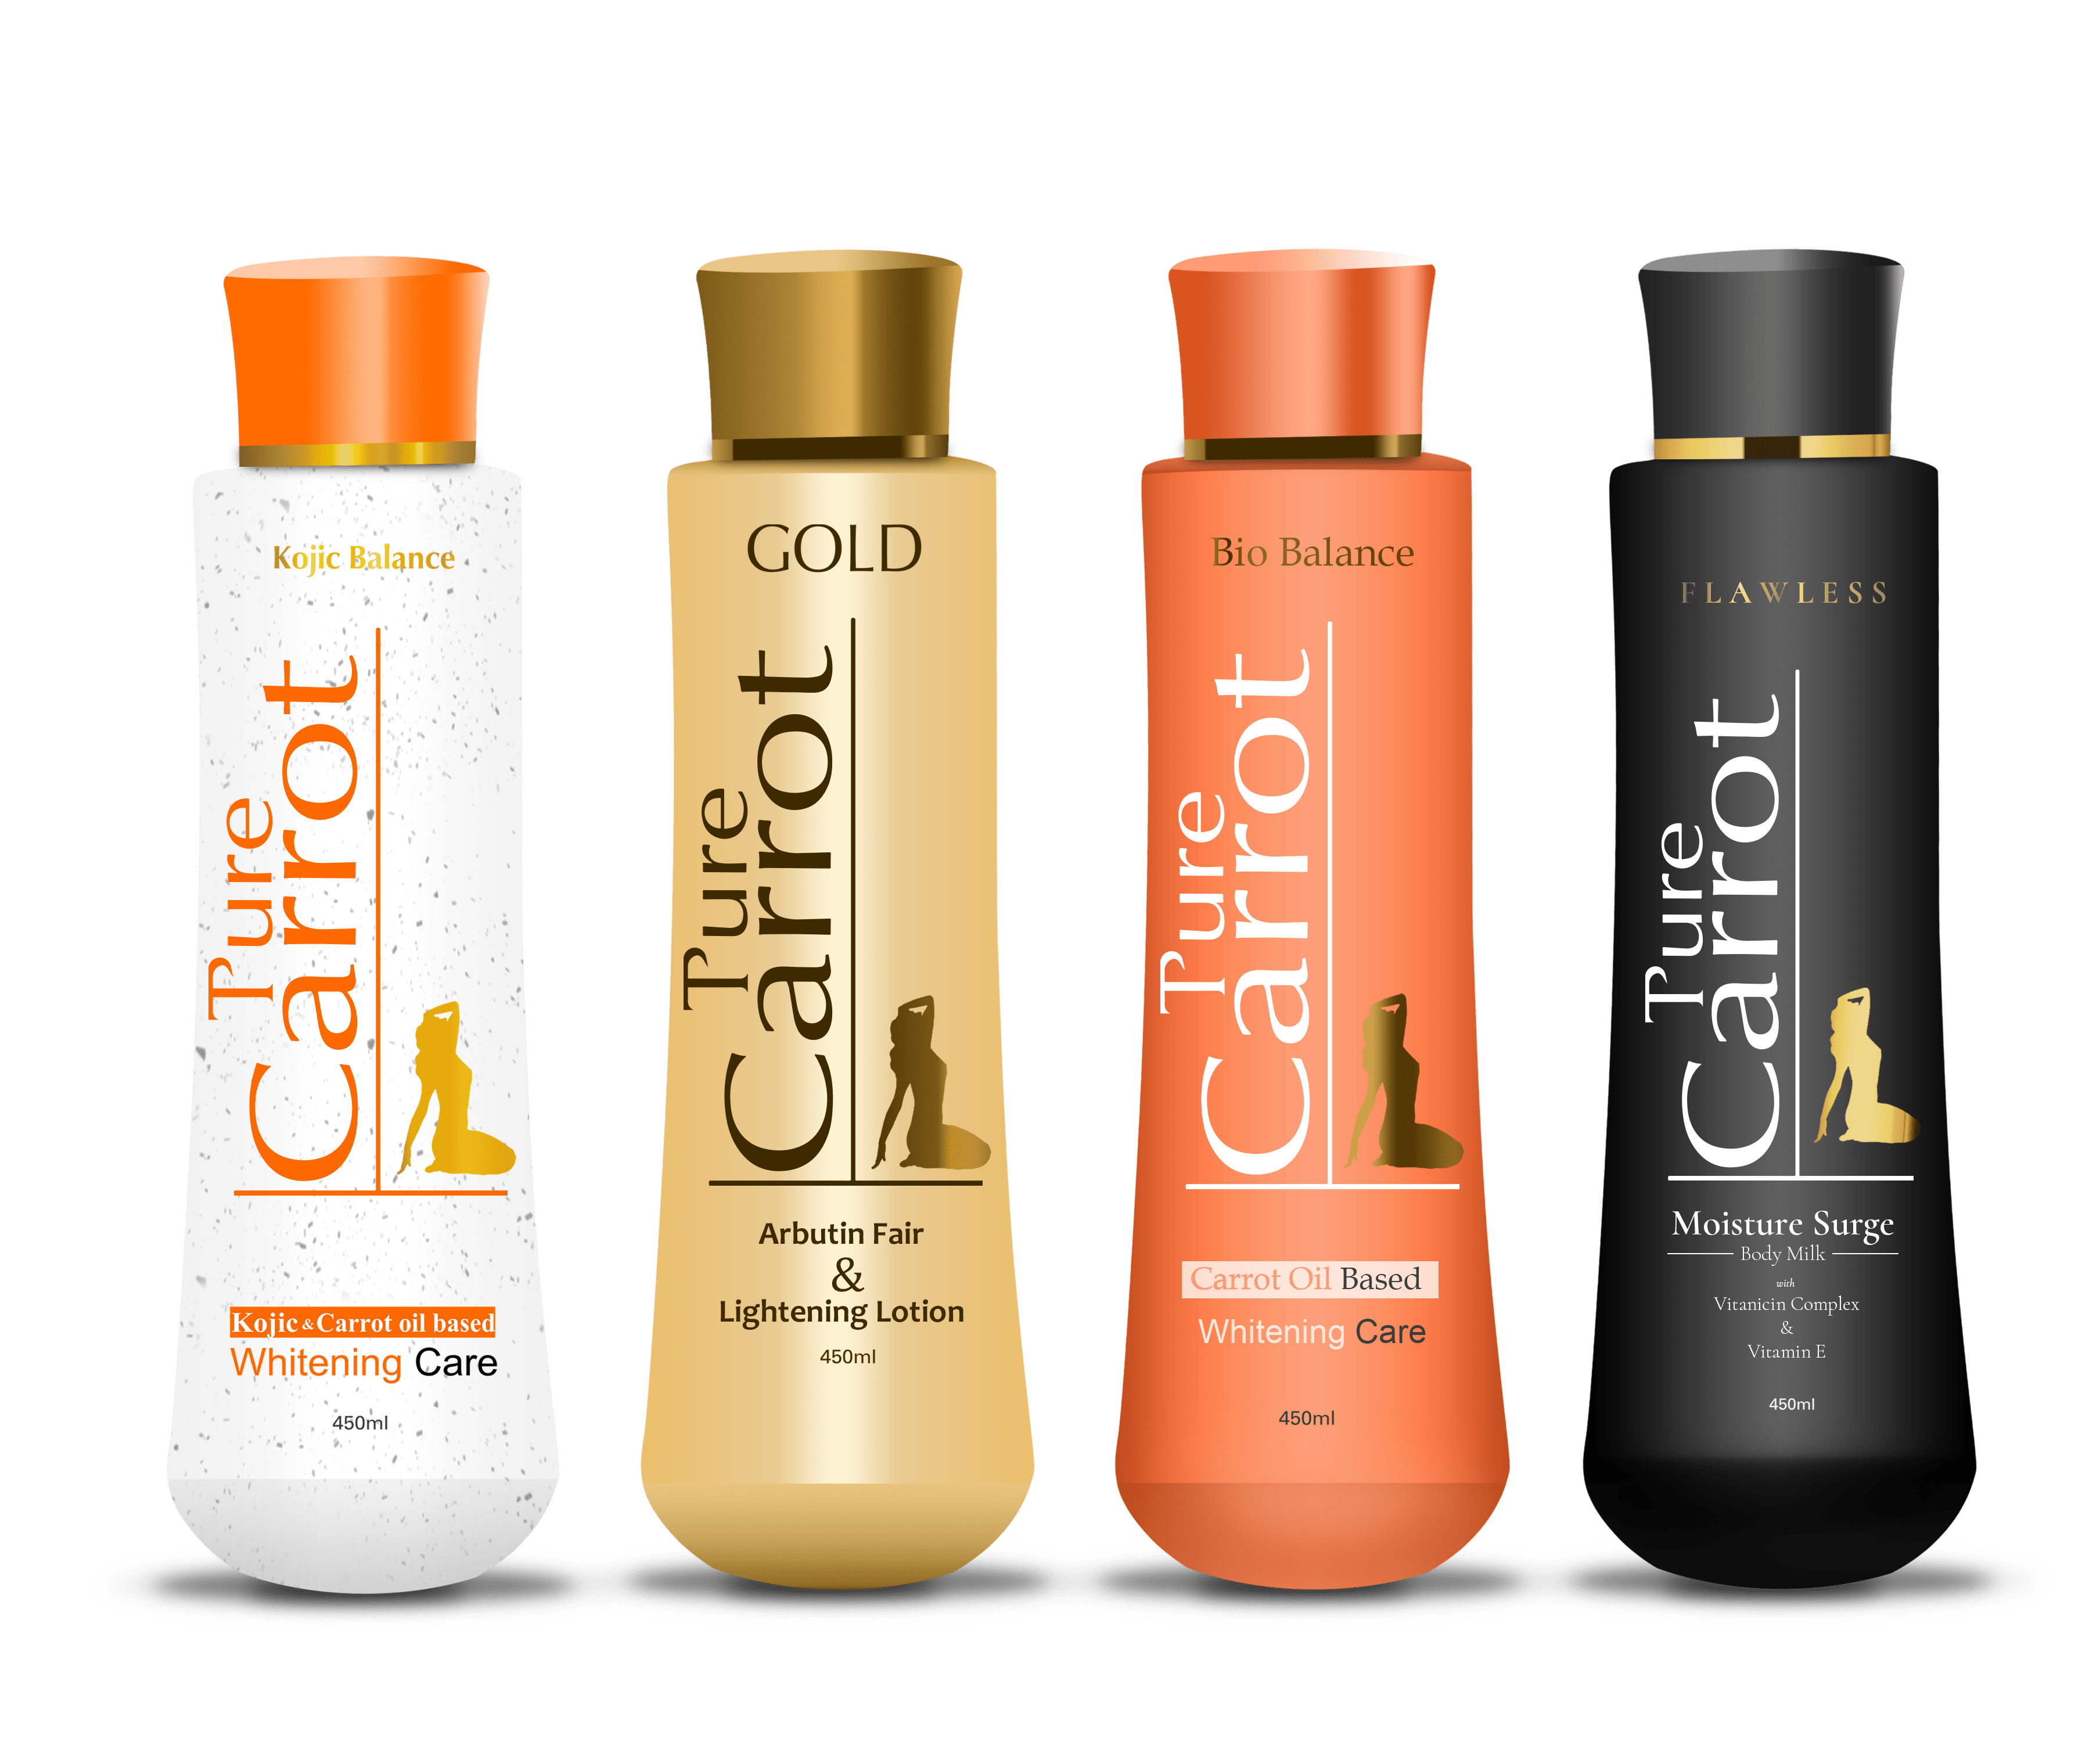 Kojic Balance
Pure
Carrot
Kojic & Carrot oil based
Whitening Care
450ml
GOLD
Pure
Carrot
Arbutin Fair
&
Lightening Lotion
450ml
Bio Balance
Pure
Carrot
Carrot Oil Based
Whitening Care
450ml
FLAWLESS
Pure
Carrot
Moisture Surge
Body Milk
with
Vitanicin Complex
&
Vitamin E
450ml